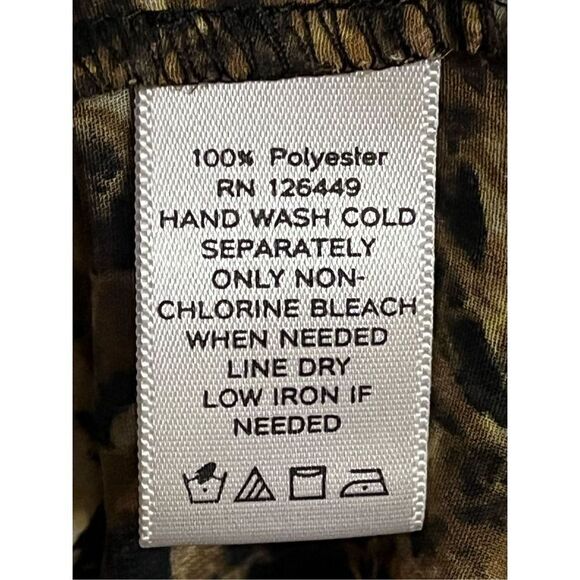 100% Polyester
RN 126449
HAND WASH COLD
SEPARATELY
ONLY NON-
CHLORINE BLEACH
WHEN NEEDED
LINE DRY
LOW IRON IF
NEEDED